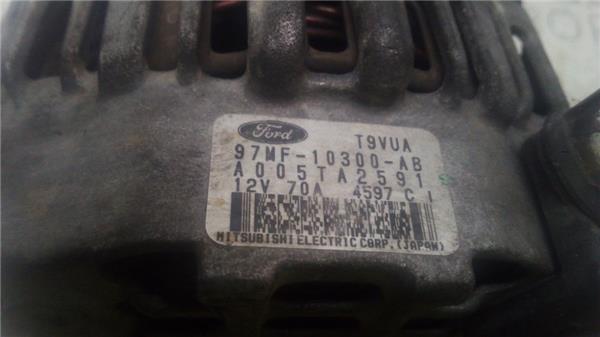 Ford T9VUA
97MF-10300-AB
A005TA2591
12V 70A 4597 C I
MITSUBISHI ELECTRIC CORP. (JAPAN)